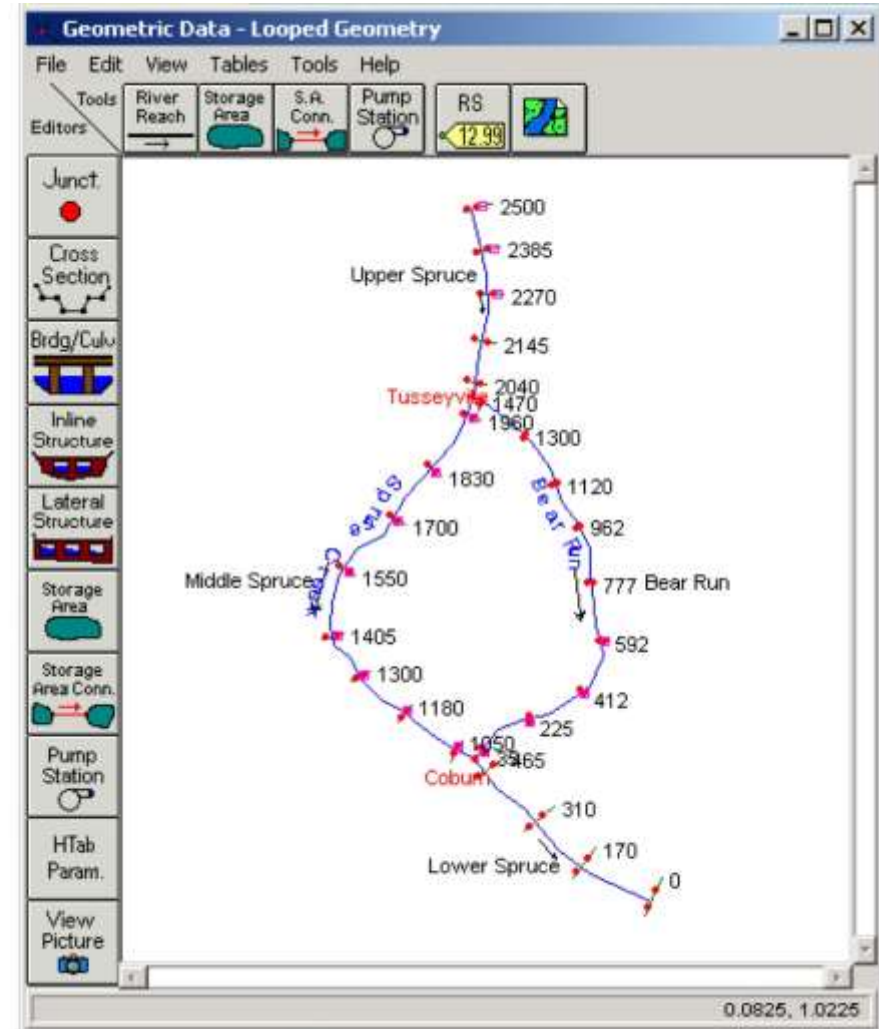 Geometric Data - Looped Geometry
File Edit View Tables Tools Help
Tools
Editors
River
Reach
Storage
Area
S.A.
Conn.
Pump
Station
RS
12.99
Junct.
Cross
Section
Brdg/Culv
Inline
Structure
Lateral
Structure
Storage
Area
Storage
Area Conn.
Pump
Station
HTab
Param.
View
Picture
2500
2385
Upper Spruce
2270
2145
2040
1470
1960
1300
1830
1120
Spruce
Bear Run
1700
962
Middle Spruce
1550
Creek
777 Bear Run
1405
592
1300
412
1180
225
1050
465
Coburn
310
Lower Spruce
170
0
0.0825, 1.0225